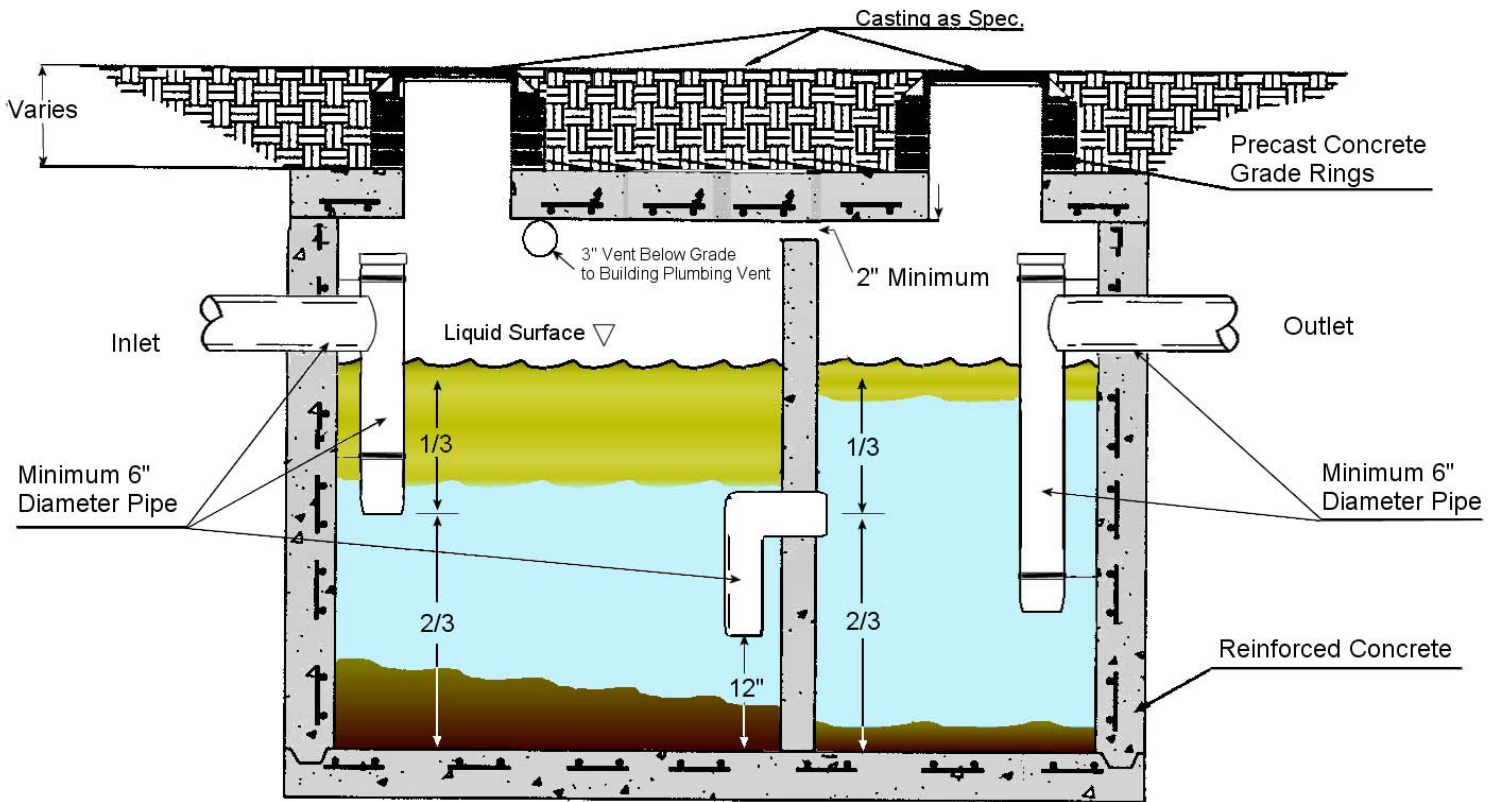 Casting as Spec.
Varies
Precast Concrete
Grade Rings
3" Vent Below Grade
to Building Plumbing Vent
2" Minimum
Inlet
Liquid Surface
Outlet
1/3
1/3
Minimum 6"
Diameter Pipe
Minimum 6"
Diameter Pipe
2/3
2/3
12"
Reinforced Concrete